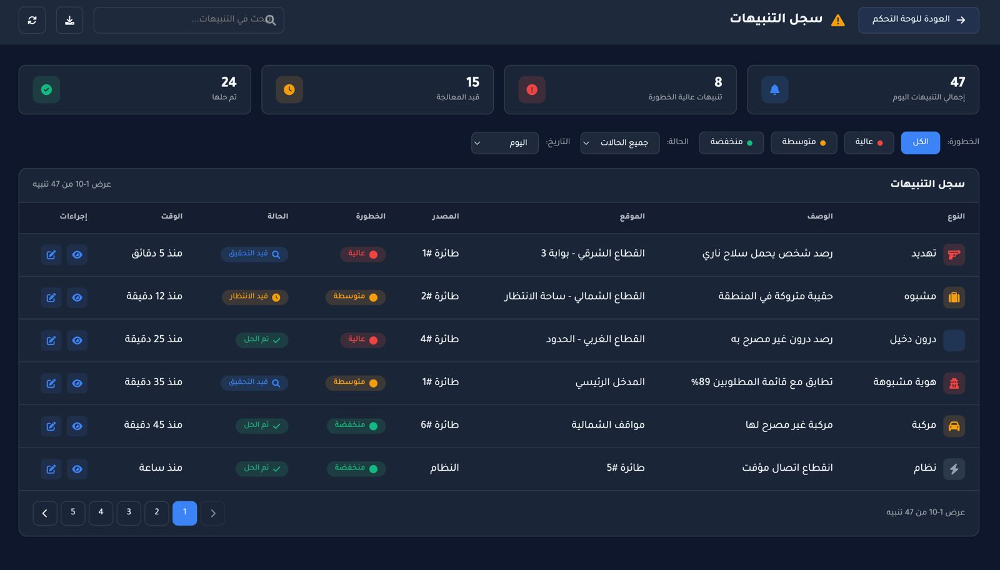 العودة للوحة التحكم
سجل التنبيهات
البحث في التنبيهات...
47
إجمالي التنبيهات اليوم
8
تنبيهات عالية الخطورة
15
قيد المعالجة
24
تم حلها
الخطورة: الكل عالية متوسطة منخفضة الحالة: جميع الحالات التاريخ: اليوم
سجل التنبيهات عرض 1-10 من 47 تنبيه
النوع الوصف الموقع المصدر الخطورة الحالة الوقت إجراءات
تهديد رصد شخص يحمل سلاح ناري القطاع الشرقي - بوابة 3 طائرة #1 عالية قيد التحقيق منذ 5 دقائق
مشبوه حقيبة متروكة في المنطقة القطاع الشمالي - ساحة الانتظار طائرة #2 متوسطة قيد الانتظار منذ 12 دقيقة
درون دخيل رصد درون غير مصرح به القطاع الغربي - الحدود طائرة #4 عالية تم الحل منذ 25 دقيقة
هوية مشبوهة تطابق مع قائمة المطلوبين 89% المدخل الرئيسي طائرة #1 متوسطة قيد التحقيق منذ 35 دقيقة
مركبة مركبة غير مصرح لها مواقف الشمالية طائرة #6 منخفضة تم الحل منذ 45 دقيقة
نظام انقطاع اتصال مؤقت طائرة #5 النظام منخفضة تم الحل منذ ساعة
عرض 1-10 من 47 تنبيه 1 2 3 4 5